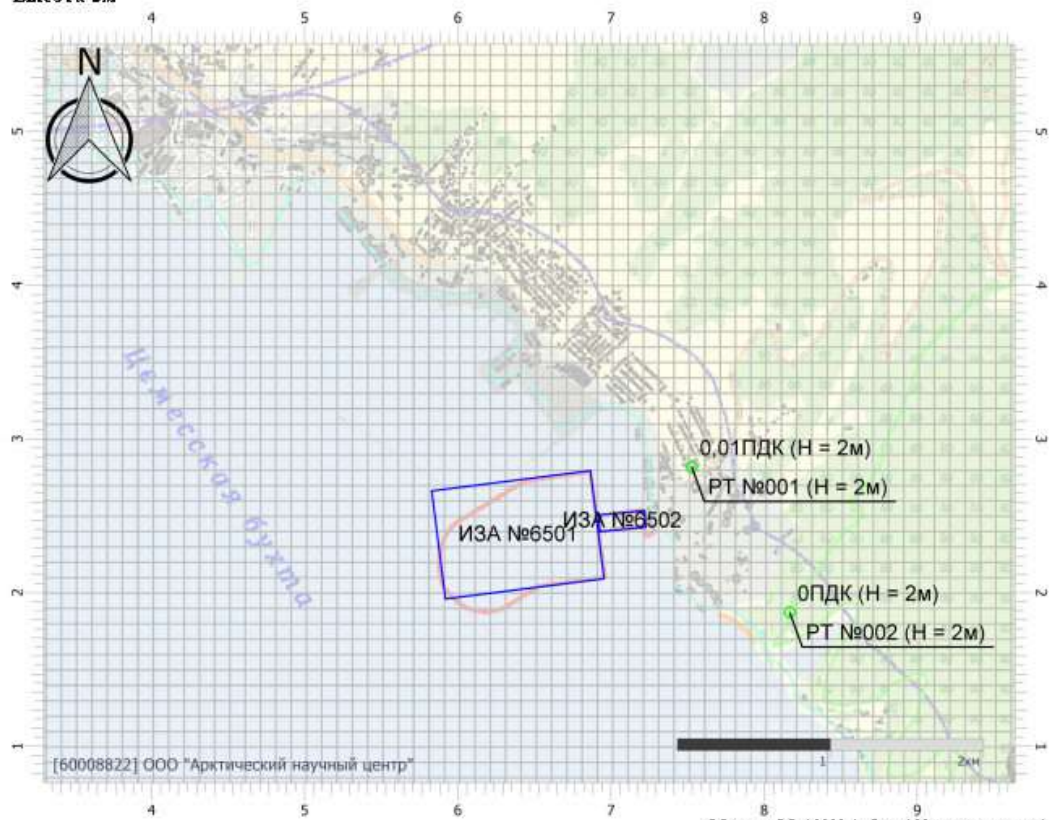 4 5 6 7 8 9
N
5 5
4 4
Цемесская бухта
3 3
0,01ПДК (Н = 2м)
РТ №001 (Н = 2м)
ИЗА №6502
ИЗА №6501
2 2
0ПДК (Н = 2м)
РТ №002 (Н = 2м)
1 1
[60008822] ООО "Арктический научный центр"
1 2км
4 5 6 7 8 9